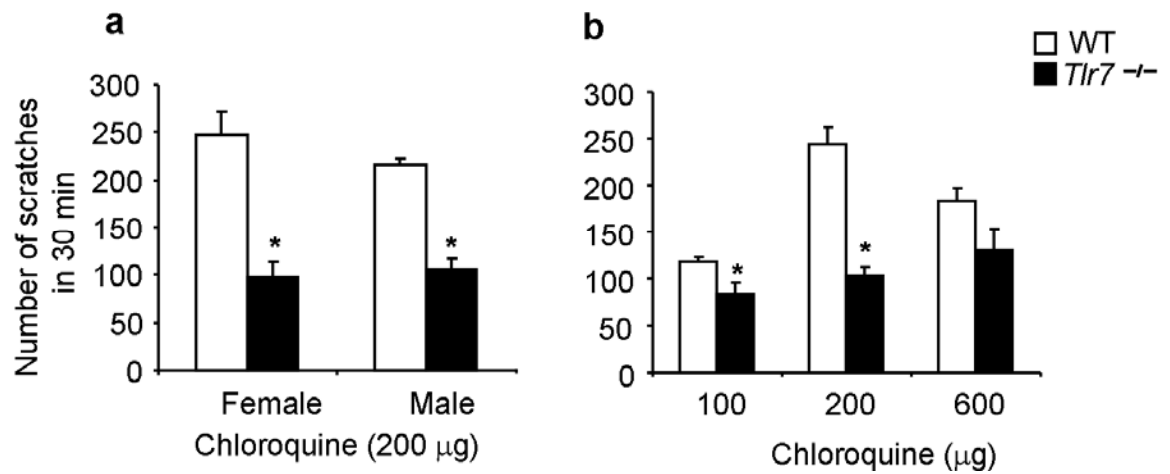 a
b
WT
Tlr7 −/−
Number of scratches
in 30 min
300
250
200
150
100
50
0
*
*
Female Male
Chloroquine (200 µg)
300
250
200
150
100
50
0
*
*
100 200 600
Chloroquine (µg)